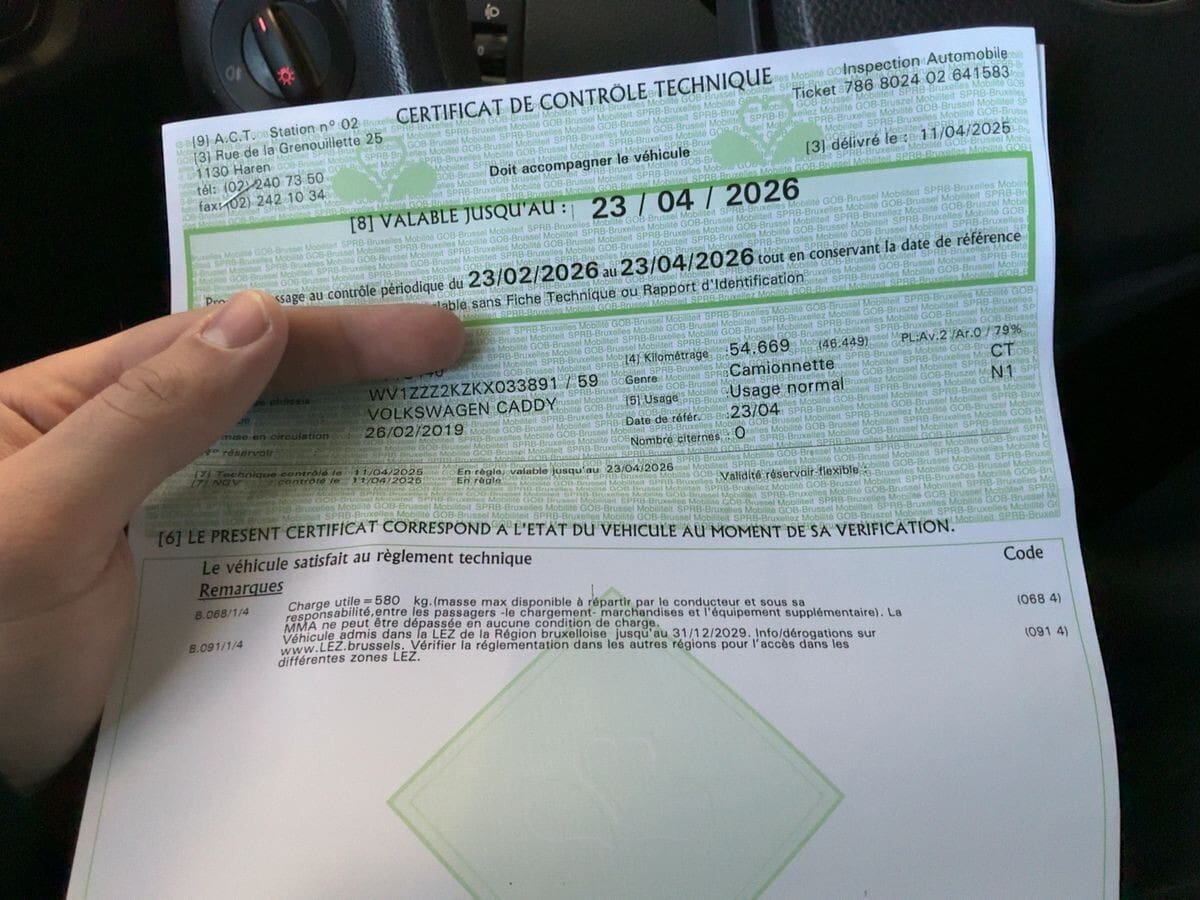 CERTIFICAT DE CONTRÔLE TECHNIQUE
Inspection Automobile
Ticket 786 8024 02 641583
[9] A.C.T. Station n° 02
[3] Rue de la Grenouillette 25
1130 Haren
tél: (02) 240 73 50
fax: (02) 242 10 34
Doit accompagner le véhicule
[3] délivré le : 11/04/2025
[8] VALABLE JUSQU'AU : 23 / 04 / 2026
ssage au contrôle périodique du 23/02/2026 au 23/04/2026 tout en conservant la date de référence
lable sans Fiche Technique ou Rapport d'Identification
[4] Kilométrage :54.669 (46.449) PL:Av.2 /Ar.0 / 79%
WV1ZZZ2KZKX033891 / 59
Genre :Camionnette CT
VOLKSWAGEN CADDY
[5] Usage :Usage normal N1
mise en circulation 26/02/2019
Date de référ. :23/04
réservoir
Nombre citernes : 0
[7] Technique contrôlé le 11/04/2025 En règle, valable jusqu'au 23/04/2026 Validité réservoir flexible :
[7] NGV contrôlé le 11/04/2025 En règle
[6] LE PRESENT CERTIFICAT CORRESPOND A L'ETAT DU VEHICULE AU MOMENT DE SA VERIFICATION.
Le véhicule satisfait au règlement technique
Code
Remarques
B.068/1/4 Charge utile = 580 kg.(masse max disponible à répartir par le conducteur et sous sa (068 4)
responsabilité,entre les passagers -le chargement- marchandises et l'équipement supplémentaire). La
MMA ne peut être dépassée en aucune condition de charge.
B.091/1/4 Véhicule admis dans la LEZ de la Région bruxelloise jusqu'au 31/12/2029. Info/dérogations sur (091 4)
www.LEZ.brussels. Vérifier la réglementation dans les autres régions pour l'accès dans les
différentes zones LEZ.